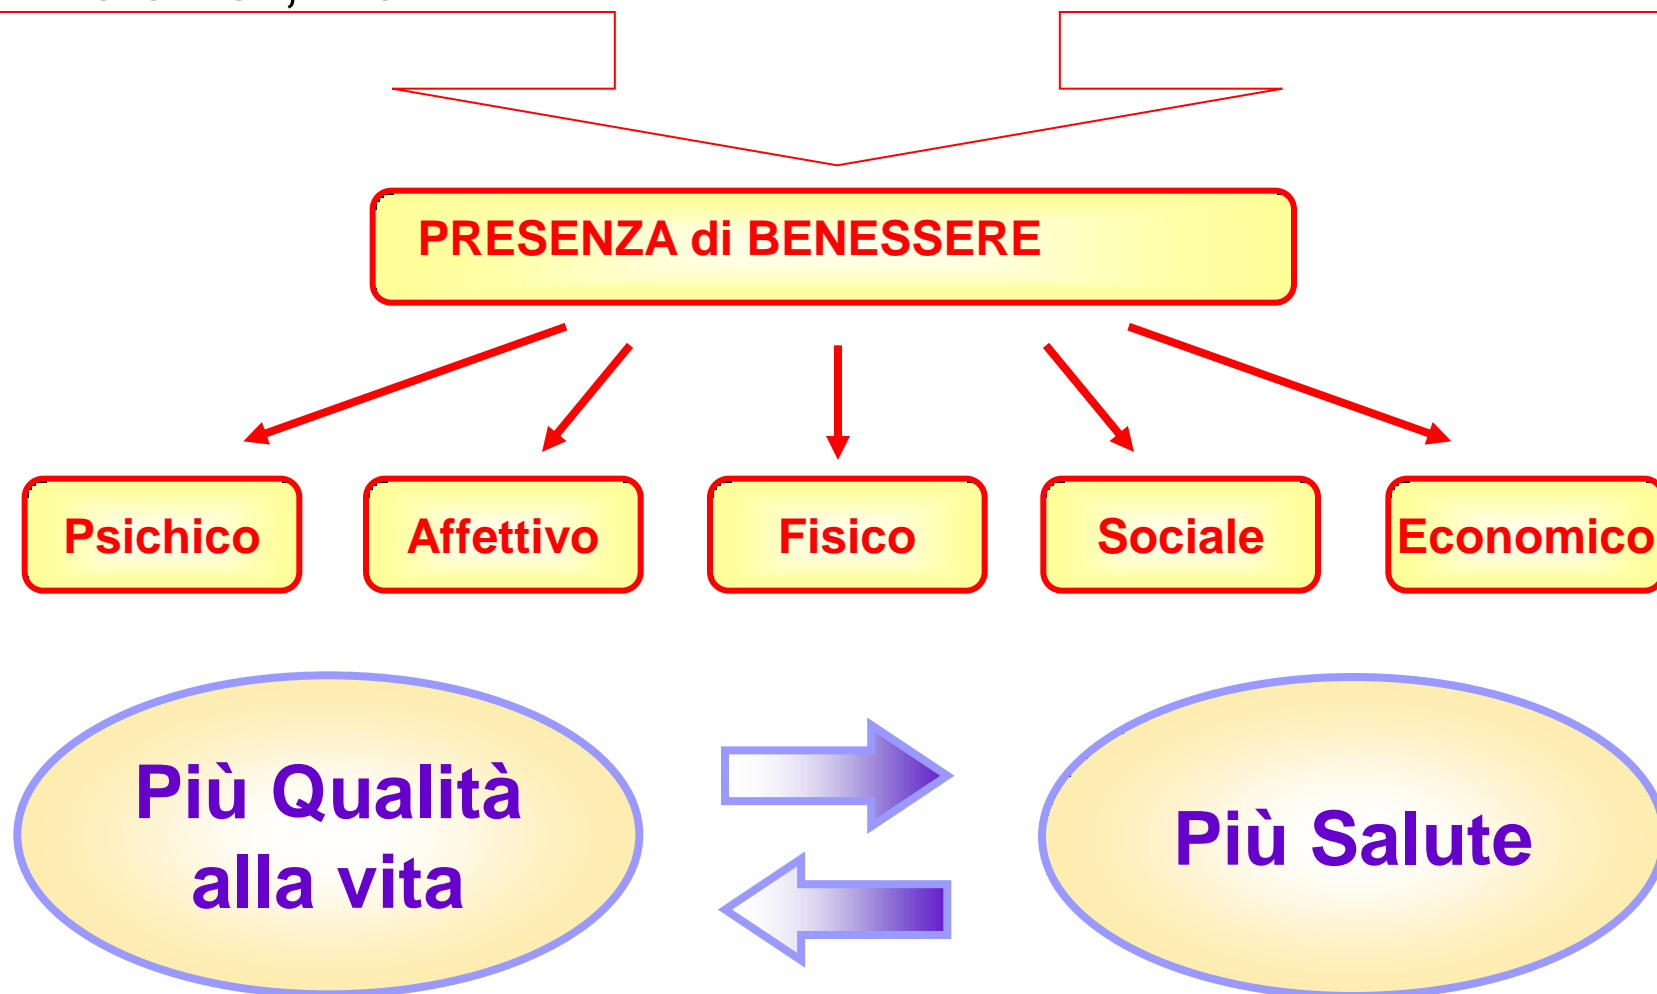 PRESENZA di BENESSERE
Psichico
Affettivo
Fisico
Sociale
Economico
Più Qualità
alla vita
Più Salute